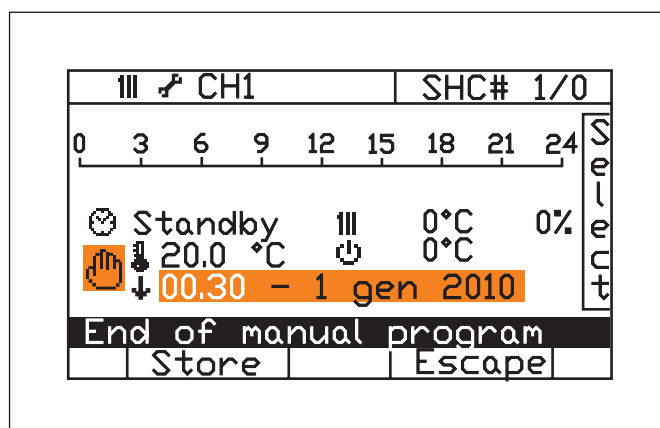 CH1 SHC# 1/0
0 3 6 9 12 15 18 21 24
Select
Standby 0°C 0%
20.0 °C 0°C
00.30 - 1 gen 2010
End of manual program
Store Escape